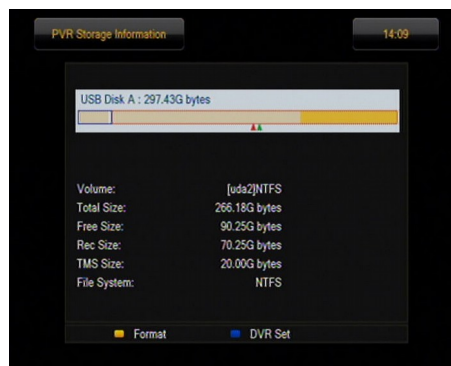 PVR Storage Information 14:09
USB Disk A : 297.43G bytes
Volume: [uda2]NTFS
Total Size: 266.18G bytes
Free Size: 90.25G bytes
Rec Size: 70.25G bytes
TMS Size: 20.00G bytes
File System: NTFS
Format DVR Set